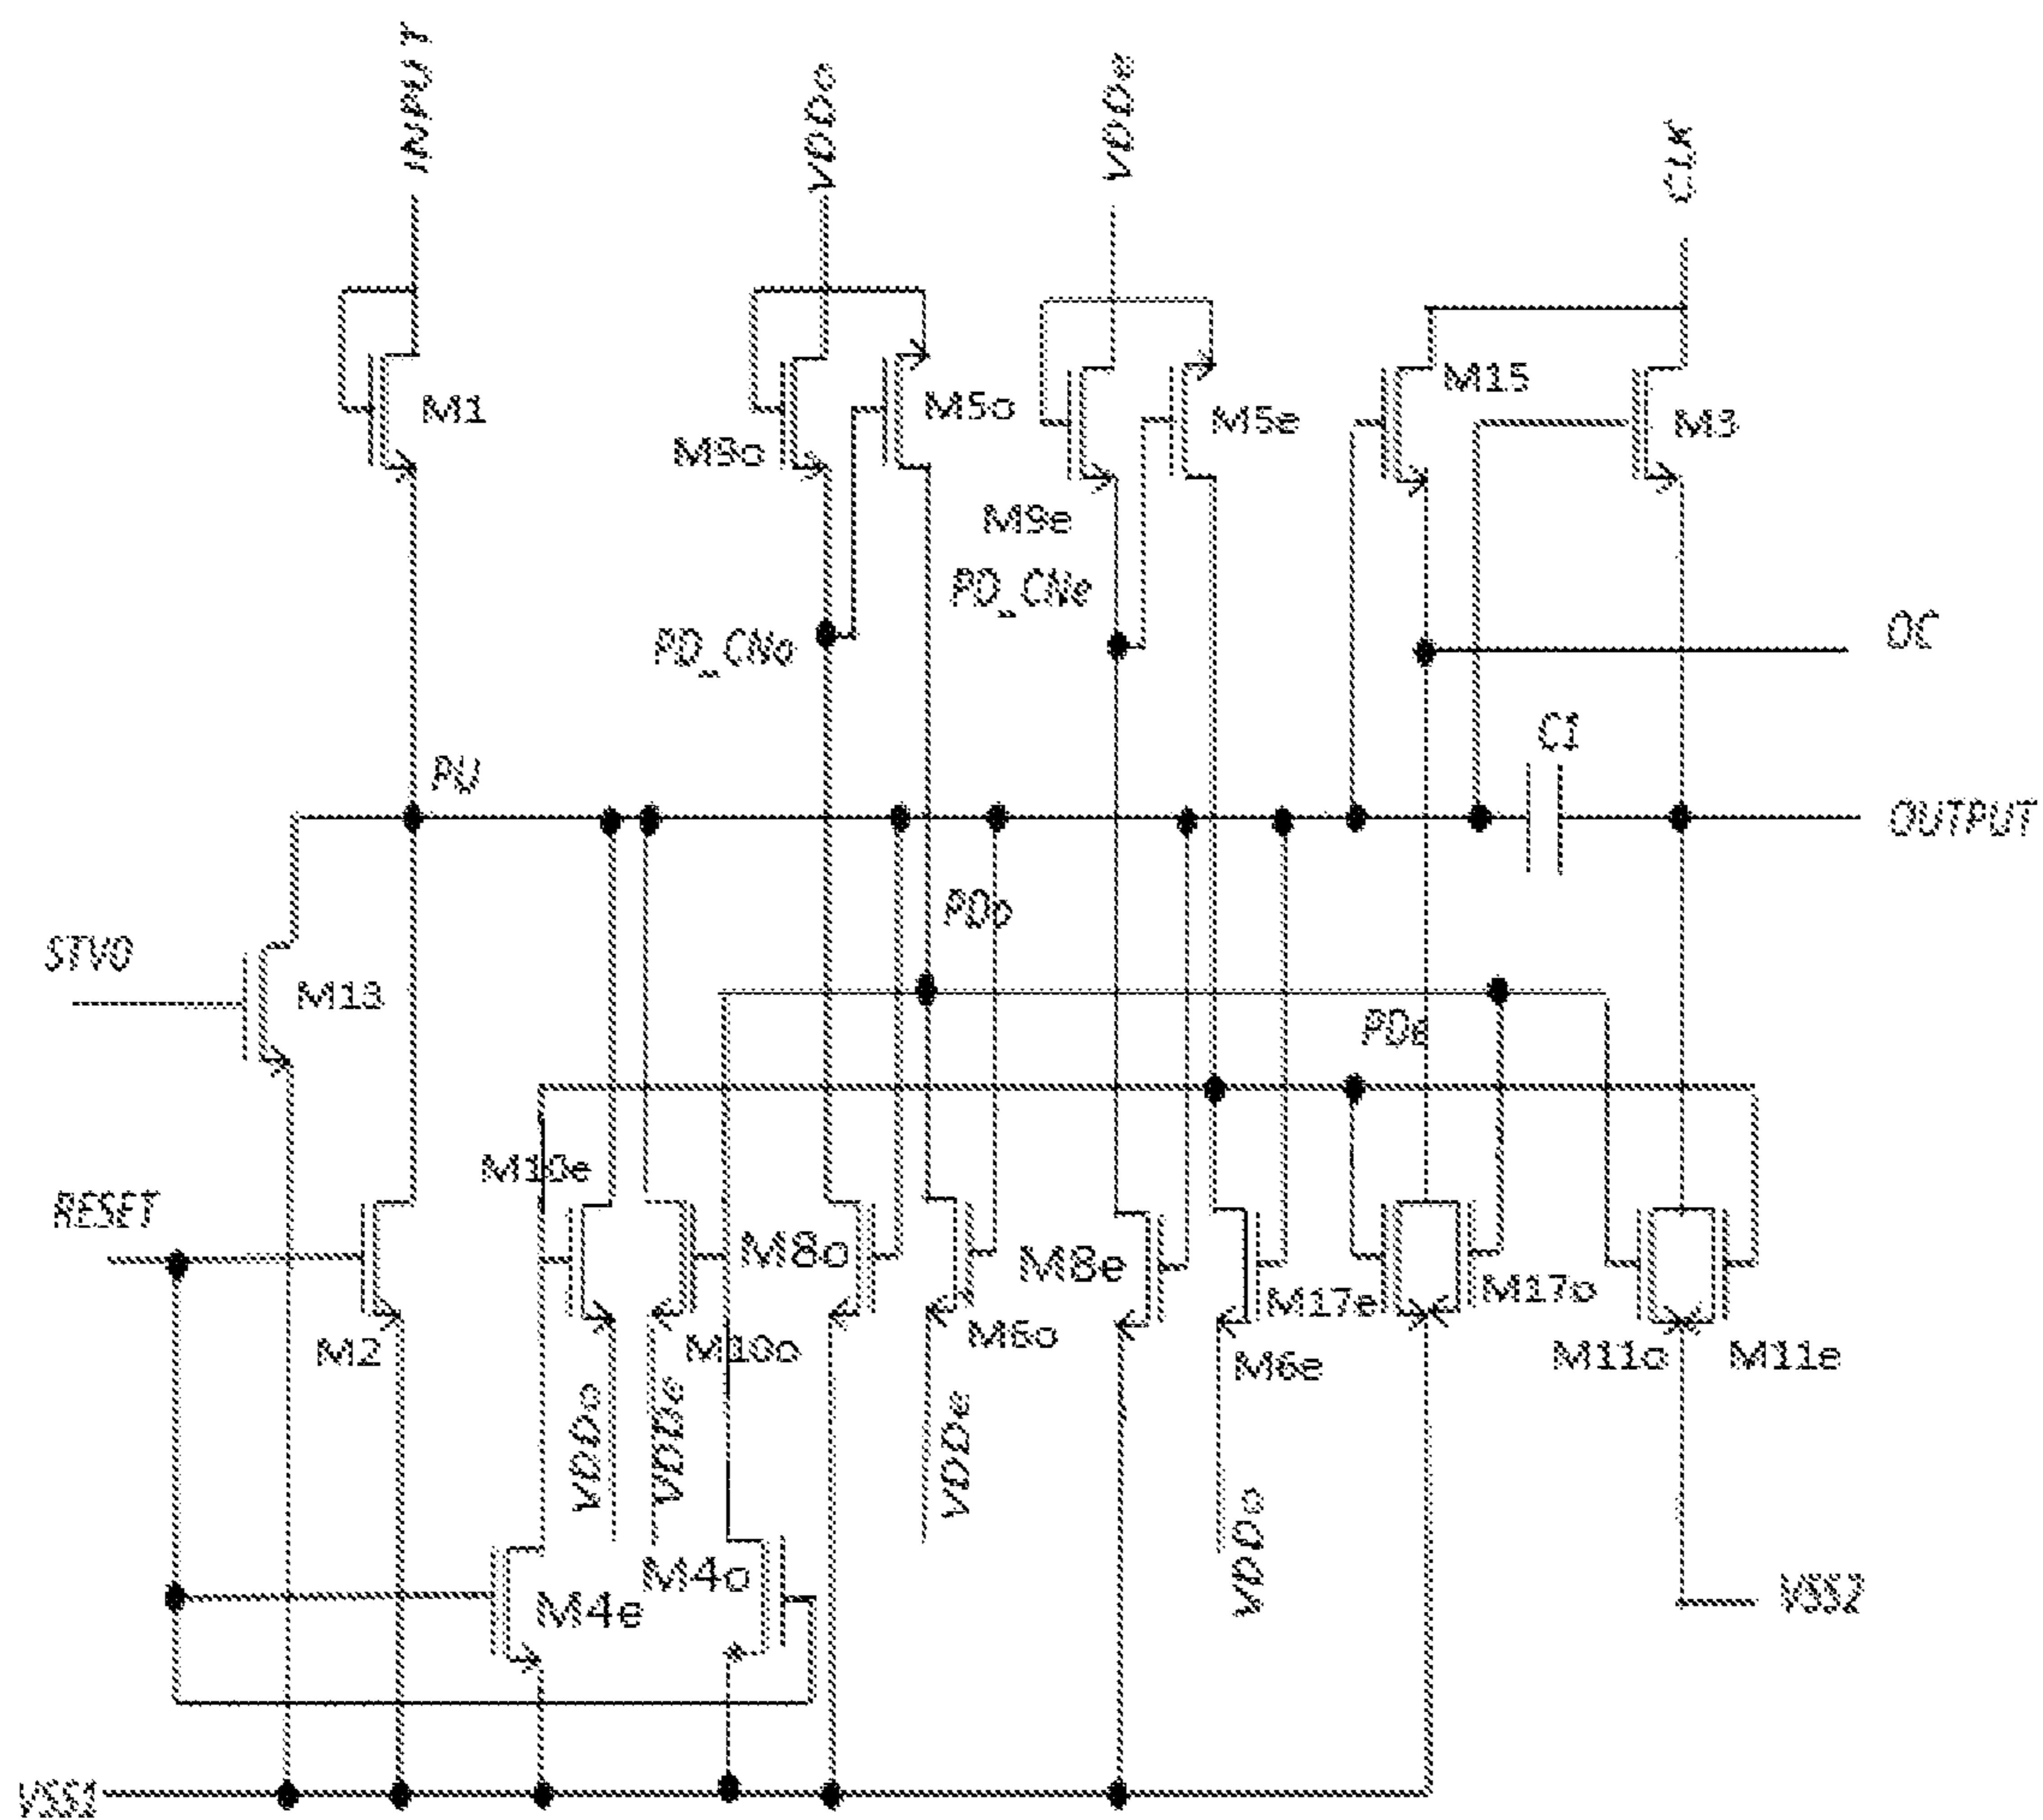 INPUT
VDDo
VDDe
CLK
M1
M9o
M5o
M9e
M5e
M15
M3
PD_CNo
PD_CNe
OC
C1
PU
OUTPUT
PDo
STV0
M13
PDe
M10e
RESET
M8o
M8e
M17e
M17o
M2
M10o
M6o
M6e
M11o
M11e
VDDo
VDDe
VDDe
VDDo
M4e
M4o
VSS2
VSS1